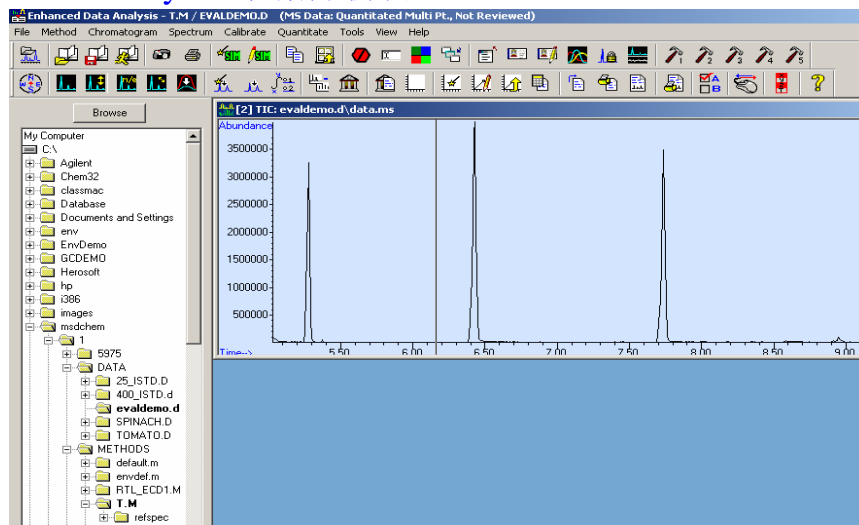 Enhanced Data Analysis - T.M / EVALDEMO.D (MS Data: Quantitated Multi Pt., Not Reviewed)
File Method Chromatogram Spectrum Calibrate Quantitate Tools View Help
Browse
My Computer
C:\
Agilent
Chem32
classmac
Database
Documents and Settings
env
EnvDemo
GCDEMO
Herosoft
hp
i386
images
msdchem
1
5975
DATA
25_ISTD.D
400_ISTD.d
evaldemo.d
SPINACH.D
TOMATO.D
METHODS
default.m
envdef.m
RTL_ECD1.M
T.M
refspec
[2] TIC: evaldemo.d\data.ms
Abundance
3500000
3000000
2500000
2000000
1500000
1000000
500000
Time-->
5.50 6.00 6.50 7.00 7.50 8.00 8.50 9.00